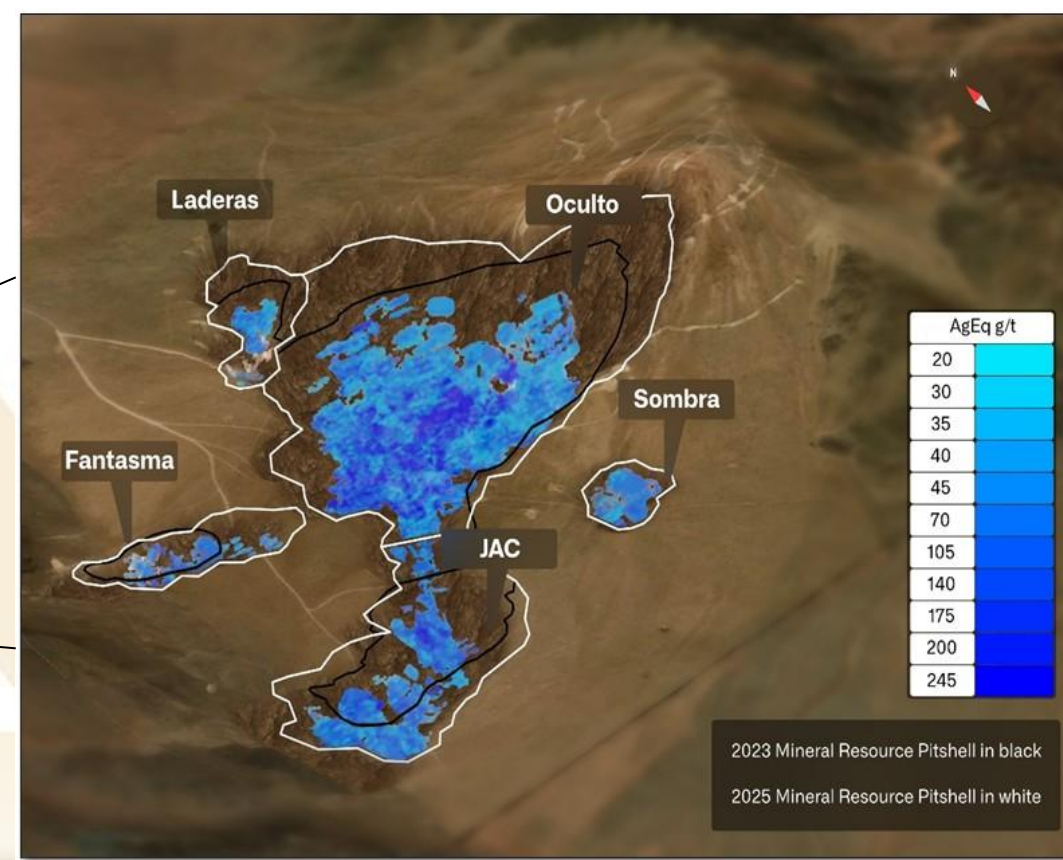 N
Laderas
Oculto
AgEq g/t
20
30
35
40
45
70
105
140
175
200
245
Sombra
Fantasma
JAC
2023 Mineral Resource Pitshell in black
2025 Mineral Resource Pitshell in white